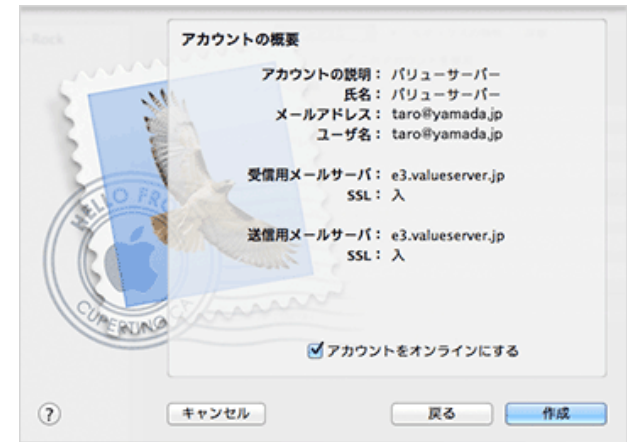 アカウントの概要
アカウントの説明： バリューサーバー
氏名： バリューサーバー
メールアドレス： taro@yamada.jp
ユーザ名： taro@yamada.jp
受信用メールサーバ： e3.valueserver.jp
SSL： 入
送信用メールサーバ： e3.valueserver.jp
SSL： 入
HELLO FRO
CUPERTINO CA
アカウントをオンラインにする
?
キャンセル
戻る
作成